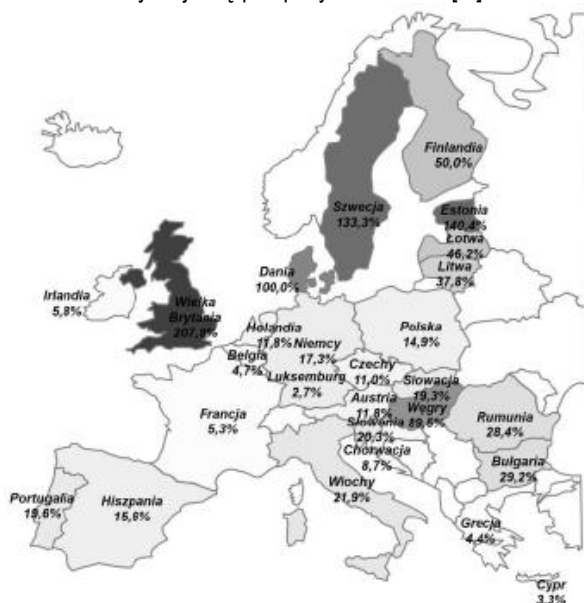 Finlandia
50,0%
Szwecja
133,3%
Estonia
140,4%
Łotwa
46,2%
Litwa
37,8%
Dania
100,0%
Irlandia
5,8%
Wielka
Brytania
207,9%
Holandia
11,8%
Niemcy
17,3%
Polska
14,9%
Belgia
4,7%
Luksemburg
2,7%
Czechy
11,0%
Słowacja
19,3%
Austria
11,8%
Węgry
89,6%
Słowenia
20,3%
Chorwacja
8,7%
Rumunia
28,4%
Bułgaria
29,2%
Francja
5,3%
Włochy
21,9%
Portugalia
19,6%
Hiszpania
15,6%
Grecja
4,4%
Cypr
3,3%